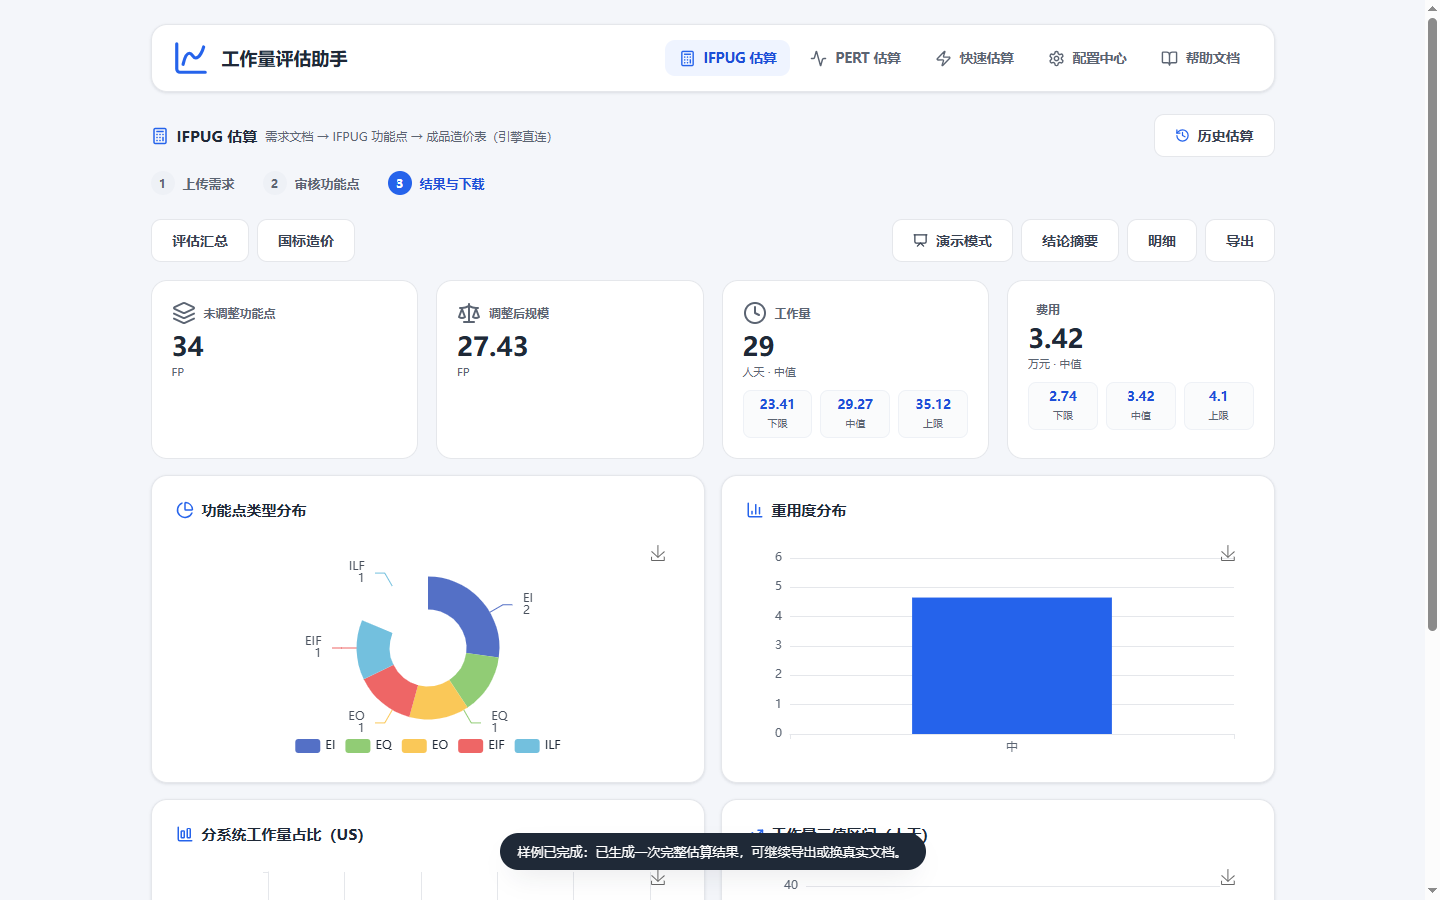 工作量评估助手
IFPUG 估算
PERT 估算
快速估算
配置中心
帮助文档
IFPUG 估算 需求文档 → IFPUG 功能点 → 成品造价表（引擎直连）
历史估算
1 上传需求
2 审核功能点
3 结果与下载
评估汇总
国标造价
演示模式
结论摘要
明细
导出
未调整功能点
34
FP
调整后规模
27.43
FP
工作量
29
人天 · 中值
23.41
下限
29.27
中值
35.12
上限
费用
3.42
万元 · 中值
2.74
下限
3.42
中值
4.1
上限
功能点类型分布
ILF
1
EI
2
EIF
1
EO
1
EQ
1
EI EQ EO EIF ILF
重用度分布
6
5
4
3
2
1
0
中
分系统工作量占比（US）
工作量三值区间（人天）
40
样例已完成：已生成一次完整估算结果，可继续导出或换真实文档。